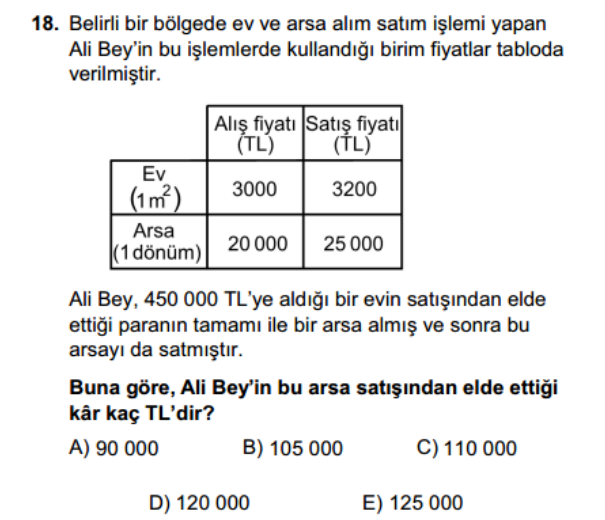 18. Belirli bir bölgede ev ve arsa alım satım işlemi yapan
Ali Bey'in bu işlemlerde kullandığı birim fiyatlar tabloda
verilmiştir.
Alış fiyatı (TL) Satış fiyatı (TL)
Ev (1 m²) 3000 3200
Arsa (1 dönüm) 20 000 25 000
Ali Bey, 450 000 TL'ye aldığı bir evin satışından elde
ettiği paranın tamamı ile bir arsa almış ve sonra bu
arsayı da satmıştır.
Buna göre, Ali Bey'in bu arsa satışından elde ettiği
kâr kaç TL'dir?
A) 90 000 B) 105 000 C) 110 000
D) 120 000 E) 125 000